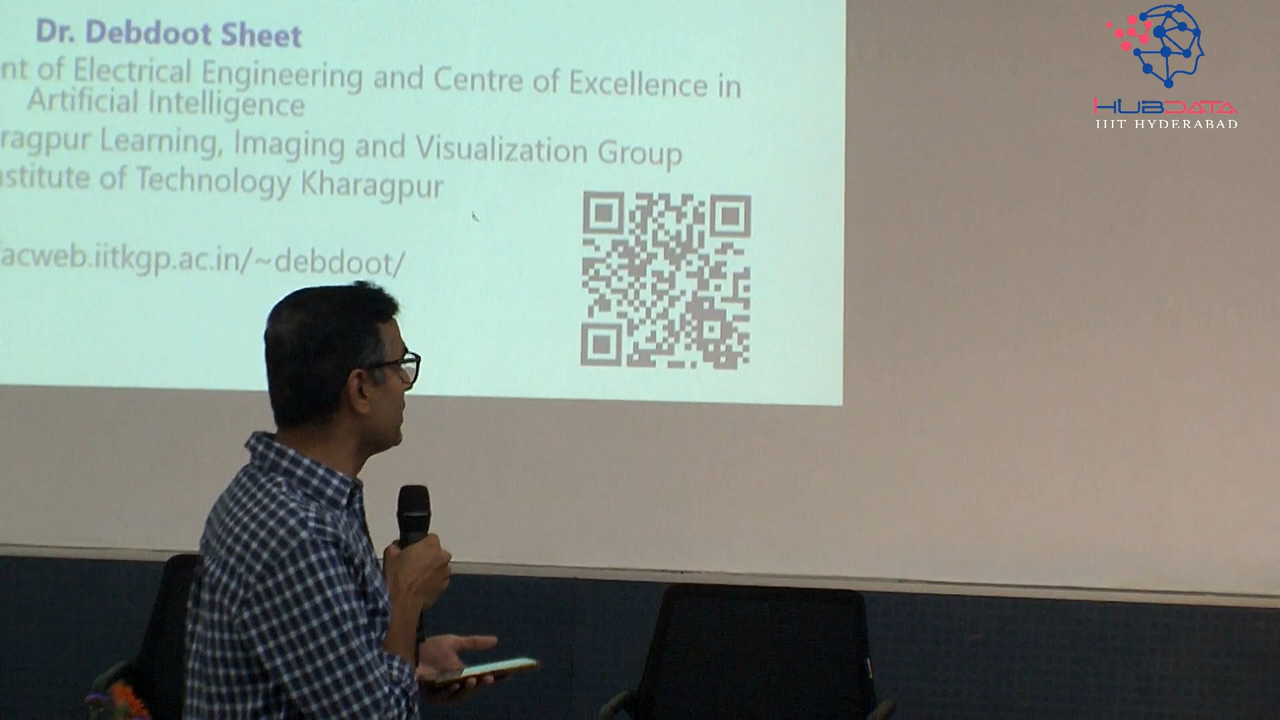 Dr. Debdoot Sheet
nt of Electrical Engineering and Centre of Excellence in
Artificial Intelligence
ragpur Learning, Imaging and Visualization Group
stitute of Technology Kharagpur
acweb.iitkgp.ac.in/~debdoot/
HUBDATA
IIIT HYDERABAD